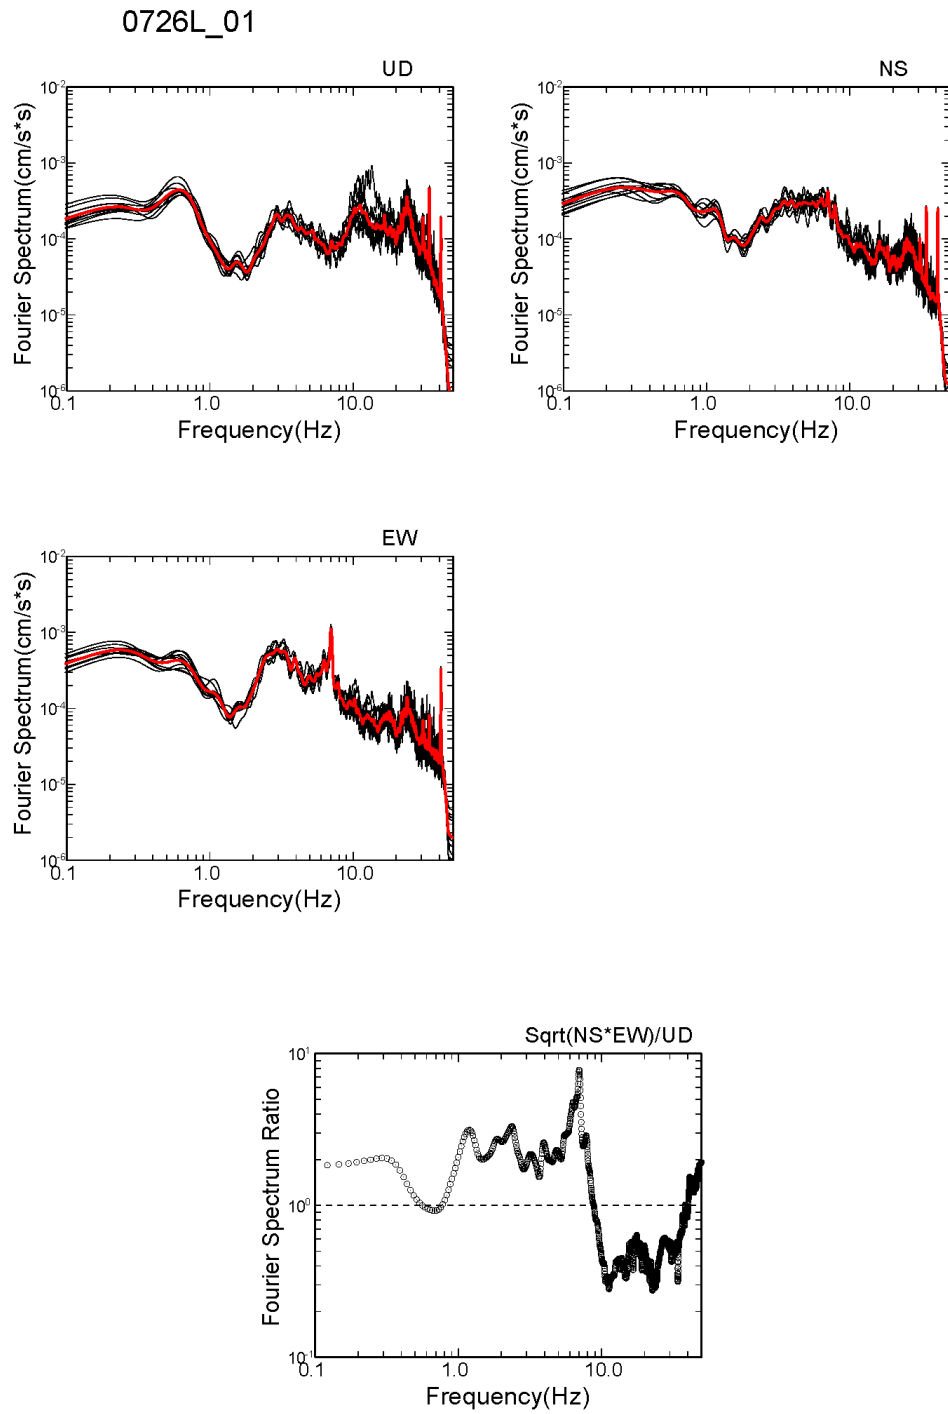 0726L_01
UD
NS
10-2
10-3
10-4
10-5
10-6
Fourier Spectrum(cm/s*s)
0.1 1.0 10.0
Frequency(Hz)
10-2
10-3
10-4
10-5
10-6
Fourier Spectrum(cm/s*s)
0.1 1.0 10.0
Frequency(Hz)
EW
10-2
10-3
10-4
10-5
10-6
Fourier Spectrum(cm/s*s)
0.1 1.0 10.0
Frequency(Hz)
Sqrt(NS*EW)/UD
101
100
10-1
Fourier Spectrum Ratio
0.1 1.0 10.0
Frequency(Hz)